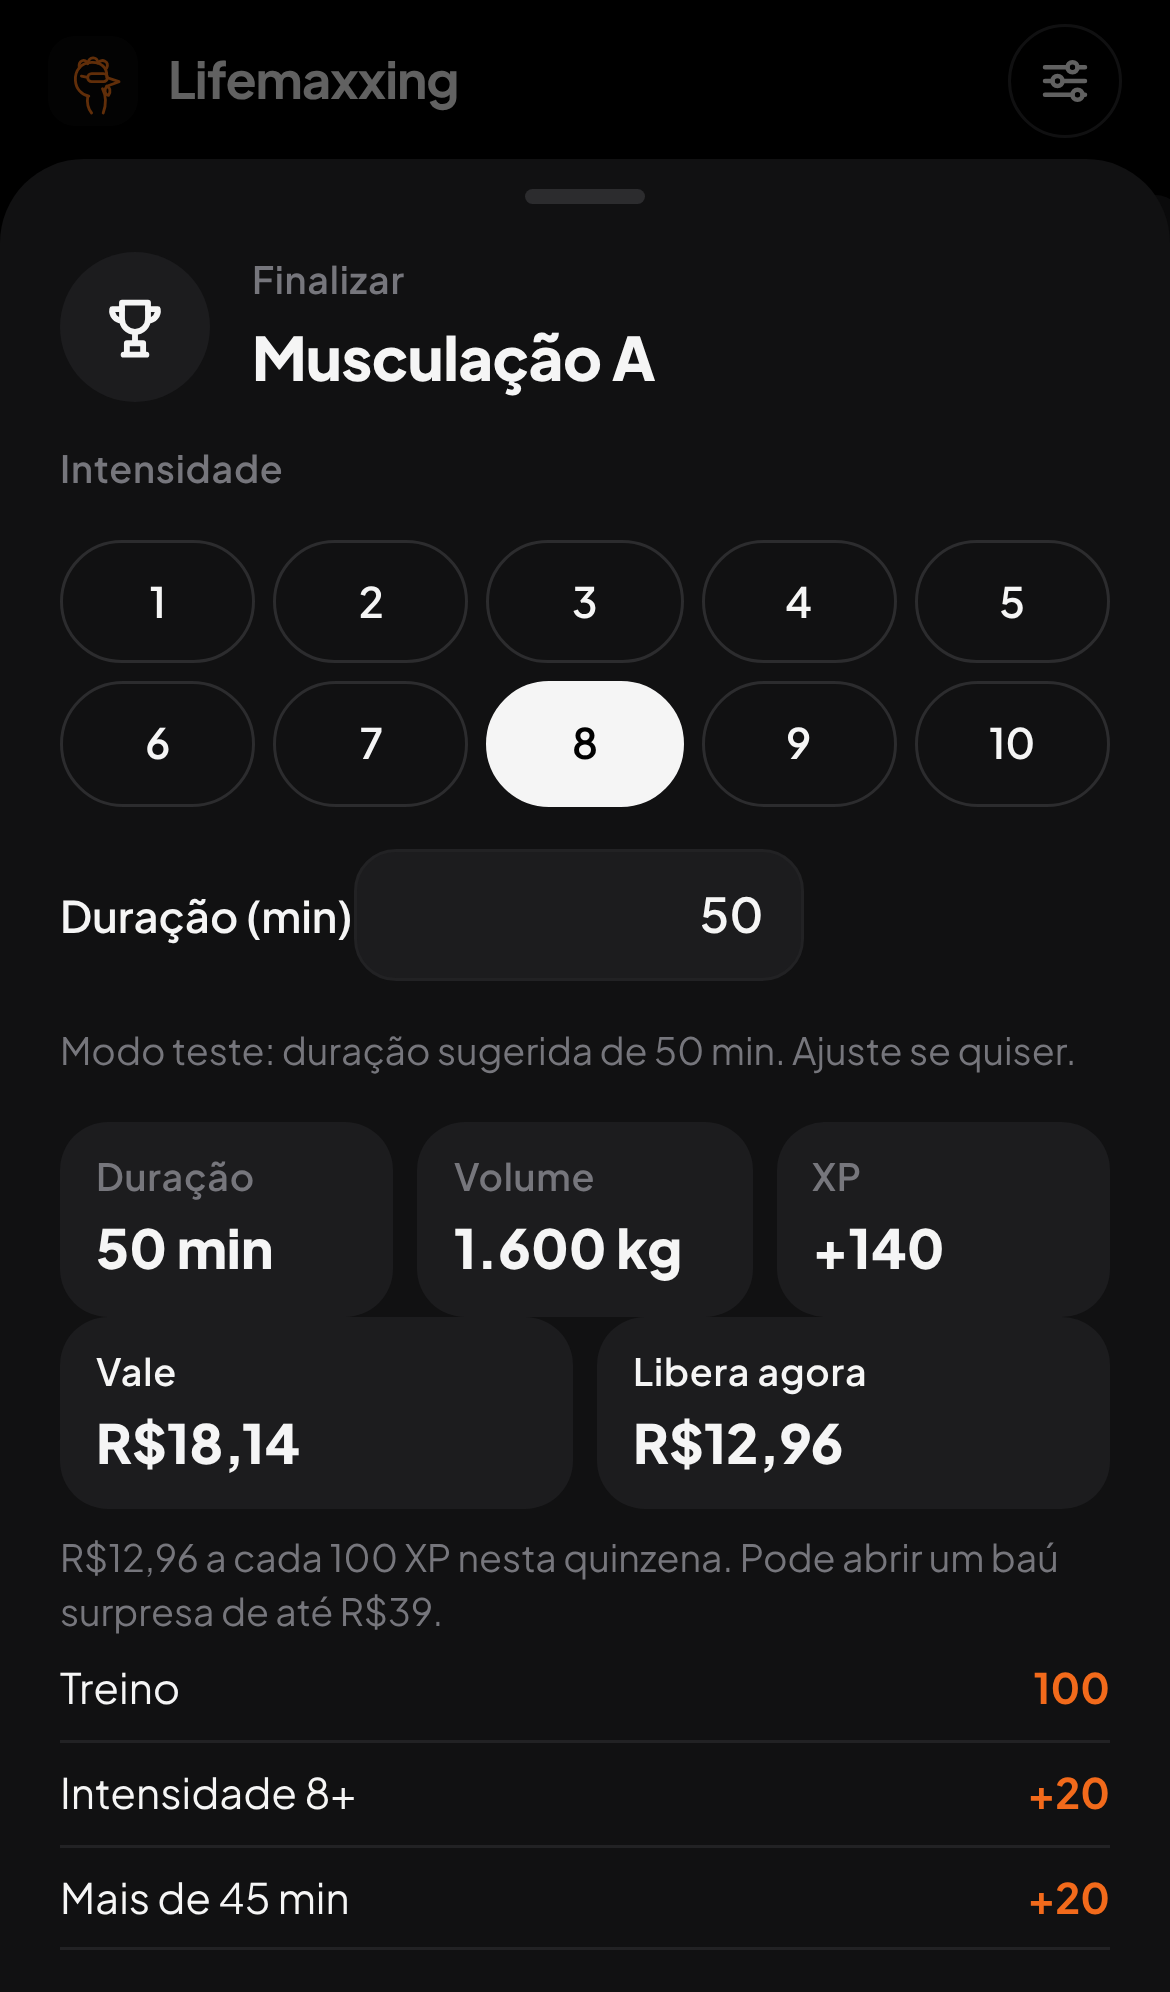 Lifemaxxing
Finalizar
Musculação A
Intensidade
1 2 3 4 5
6 7 8 9 10
Duração (min) 50
Modo teste: duração sugerida de 50 min. Ajuste se quiser.
Duração Volume XP
50 min 1.600 kg +140
Vale Libera agora
R$18,14 R$12,96
R$12,96 a cada 100 XP nesta quinzena. Pode abrir um baú
surpresa de até R$39.
Treino 100
Intensidade 8+ +20
Mais de 45 min +20